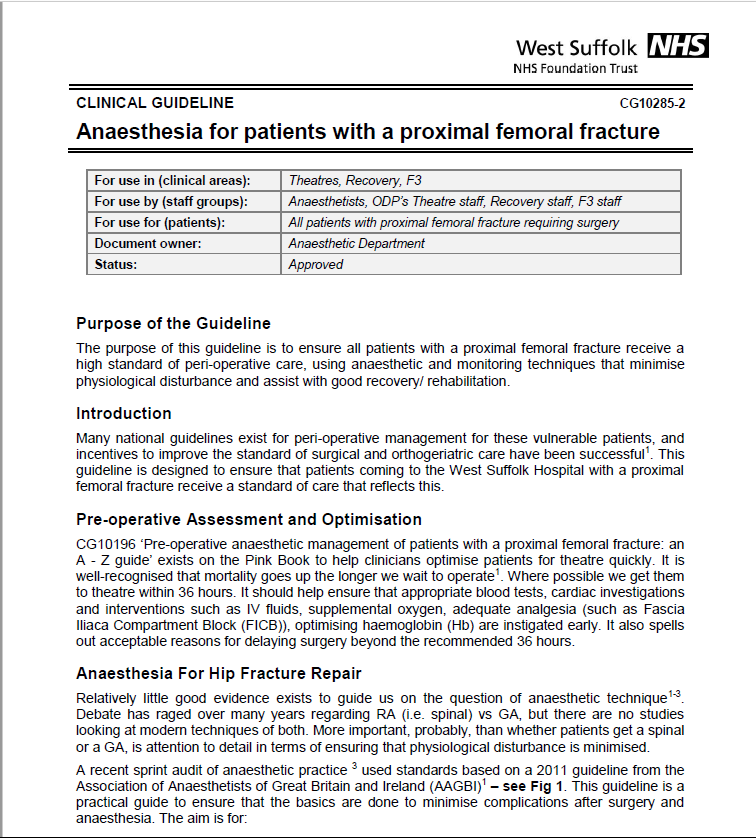 West Suffolk NHS
NHS Foundation Trust
CLINICAL GUIDELINE CG10285-2
Anaesthesia for patients with a proximal femoral fracture
For use in (clinical areas): Theatres, Recovery, F3
For use by (staff groups): Anaesthetists, ODP's Theatre staff, Recovery staff, F3 staff
For use for (patients): All patients with proximal femoral fracture requiring surgery
Document owner: Anaesthetic Department
Status: Approved
Purpose of the Guideline
The purpose of this guideline is to ensure all patients with a proximal femoral fracture receive a
high standard of peri-operative care, using anaesthetic and monitoring techniques that minimise
physiological disturbance and assist with good recovery/ rehabilitation.
Introduction
Many national guidelines exist for peri-operative management for these vulnerable patients, and
incentives to improve the standard of surgical and orthogeriatric care have been successful¹. This
guideline is designed to ensure that patients coming to the West Suffolk Hospital with a proximal
femoral fracture receive a standard of care that reflects this.
Pre-operative Assessment and Optimisation
CG10196 'Pre-operative anaesthetic management of patients with a proximal femoral fracture: an
A - Z guide' exists on the Pink Book to help clinicians optimise patients for theatre quickly. It is
well-recognised that mortality goes up the longer we wait to operate¹. Where possible we get them
to theatre within 36 hours. It should help ensure that appropriate blood tests, cardiac investigations
and interventions such as IV fluids, supplemental oxygen, adequate analgesia (such as Fascia
Iliaca Compartment Block (FICB)), optimising haemoglobin (Hb) are instigated early. It also spells
out acceptable reasons for delaying surgery beyond the recommended 36 hours.
Anaesthesia For Hip Fracture Repair
Relatively little good evidence exists to guide us on the question of anaesthetic technique¹⁻³.
Debate has raged over many years regarding RA (i.e. spinal) vs GA, but there are no studies
looking at modern techniques of both. More important, probably, than whether patients get a spinal
or a GA, is attention to detail in terms of ensuring that physiological disturbance is minimised.
A recent sprint audit of anaesthetic practice ³ used standards based on a 2011 guideline from the
Association of Anaesthetists of Great Britain and Ireland (AAGBI)¹ – see Fig 1. This guideline is a
practical guide to ensure that the basics are done to minimise complications after surgery and
anaesthesia. The aim is for: